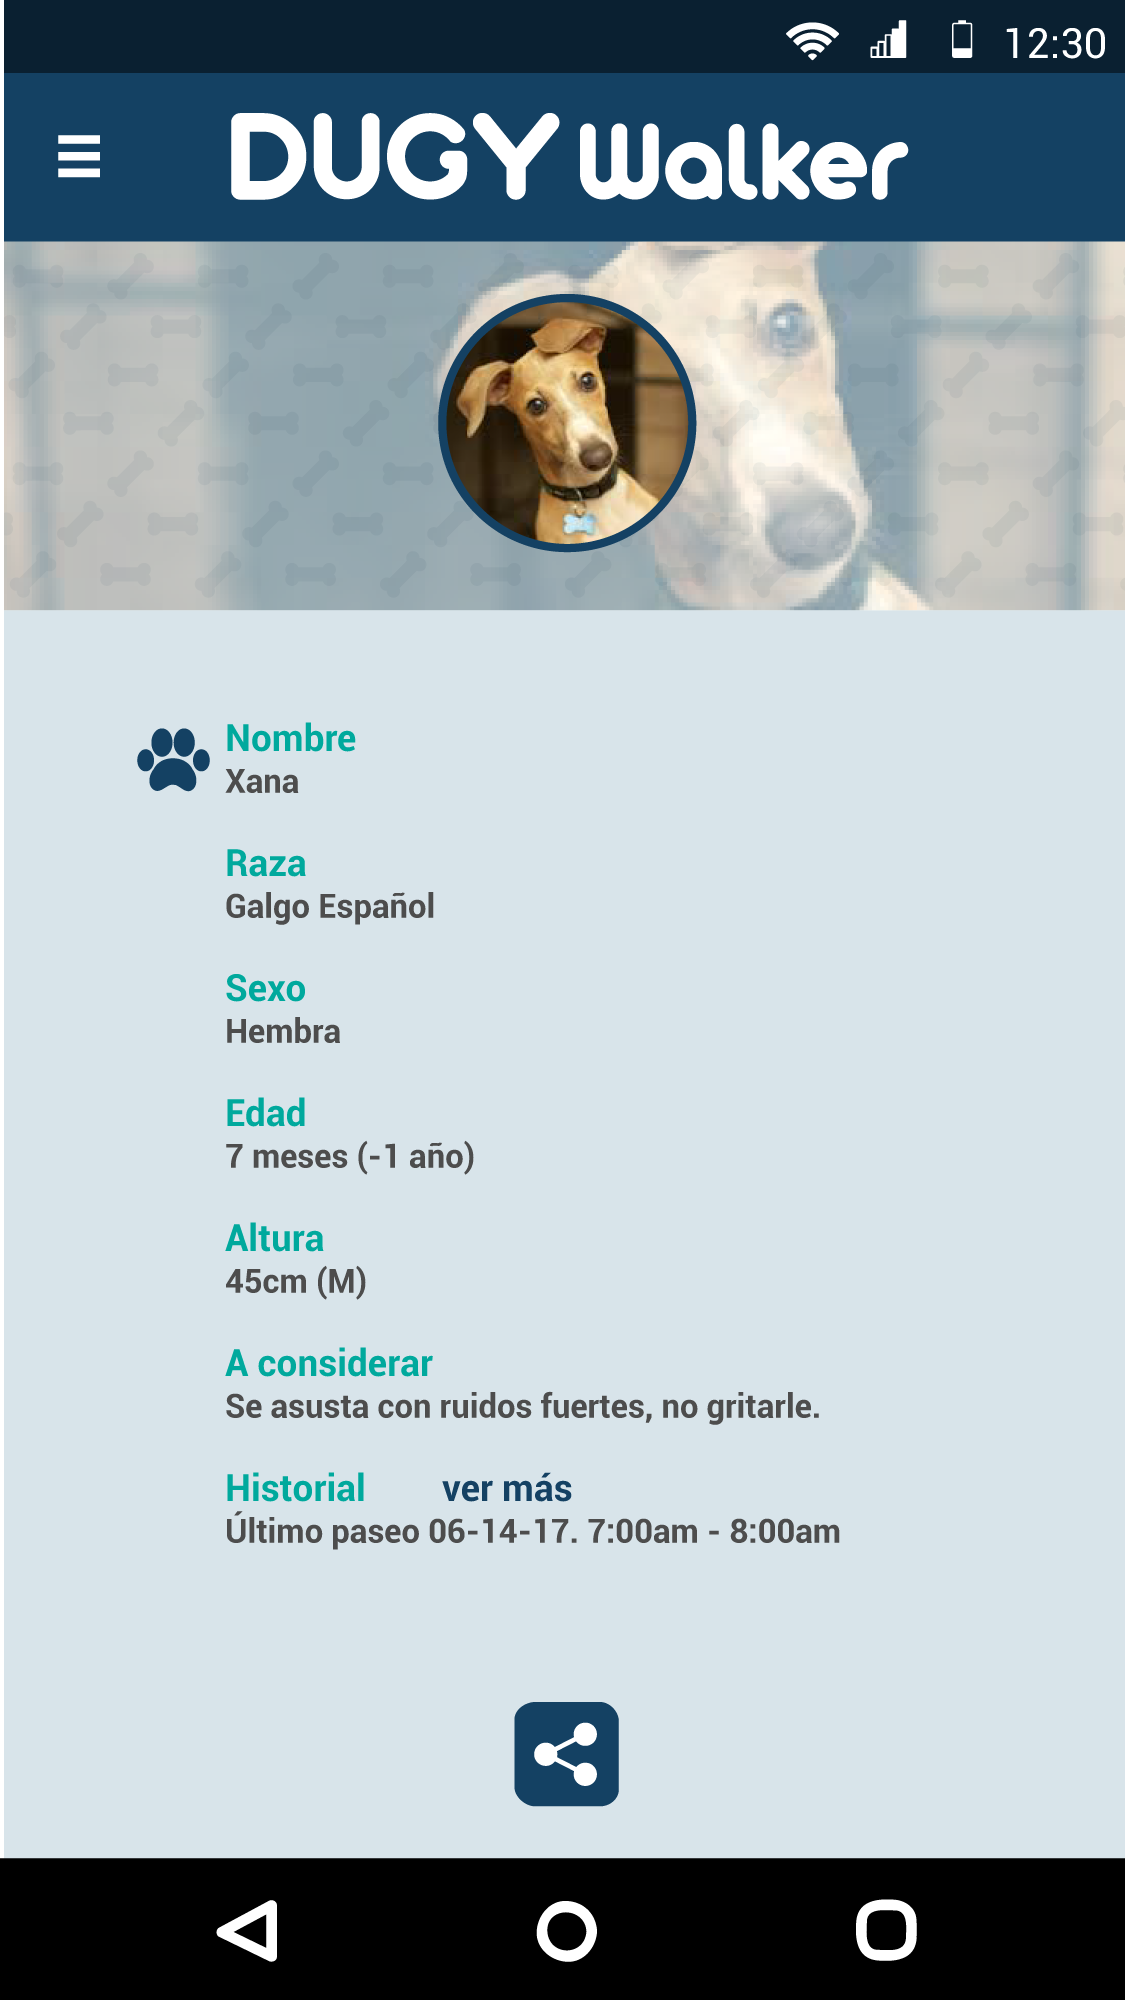 12:30
DUGY Walker
Nombre
Xana
Raza
Galgo Español
Sexo
Hembra
Edad
7 meses (-1 año)
Altura
45cm (M)
A considerar
Se asusta con ruidos fuertes, no gritarle.
Historial ver más
Último paseo 06-14-17. 7:00am - 8:00am